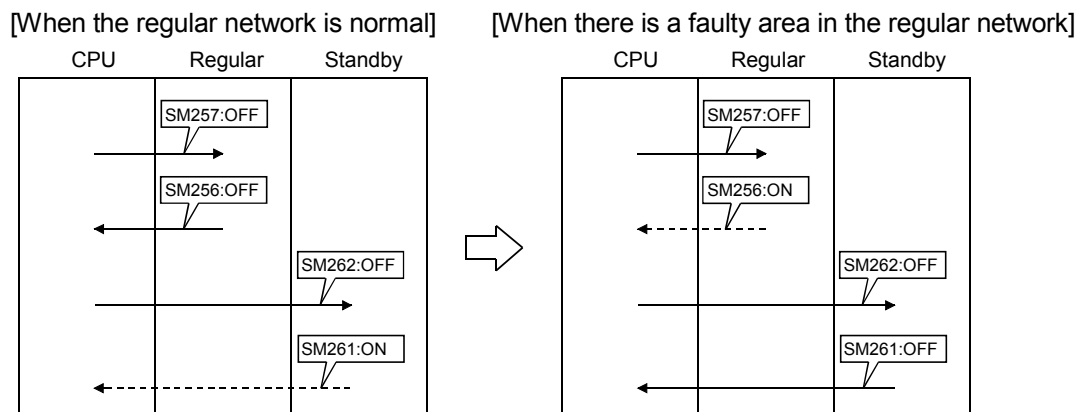 [When the regular network is normal]
CPU Regular Standby
SM257:OFF
SM256:OFF
SM262:OFF
SM261:ON
[When there is a faulty area in the regular network]
CPU Regular Standby
SM257:OFF
SM256:ON
SM262:OFF
SM261:OFF